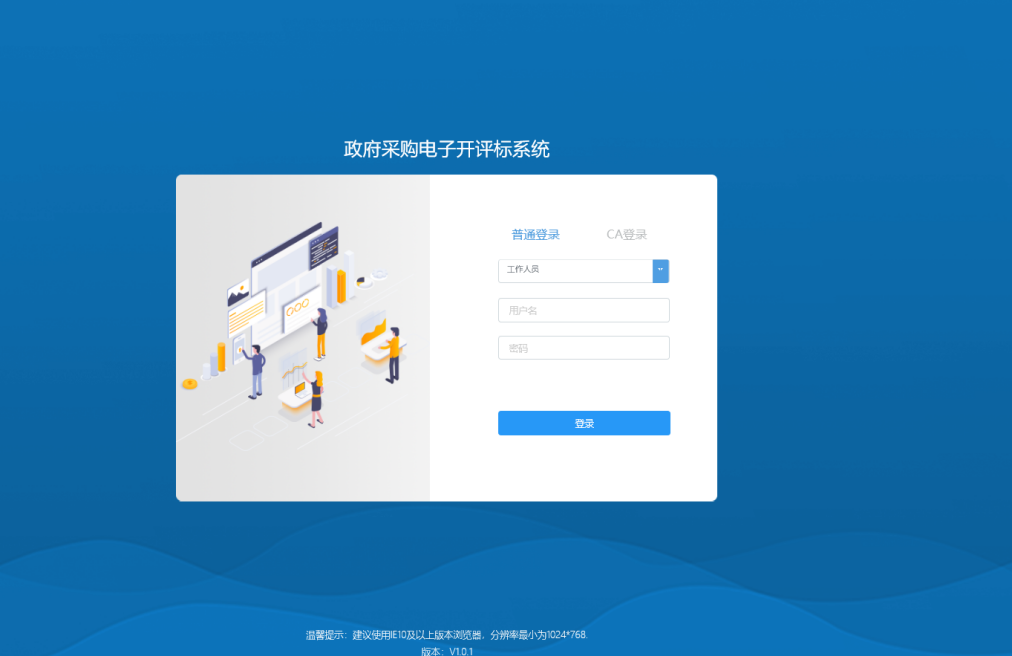 政府采购电子开评标系统
普通登录 CA登录
工作人员
用户名
密码
登录
温馨提示：建议使用IE10及以上版本浏览器，分辨率最小为1024*768.
版本：V1.0.1